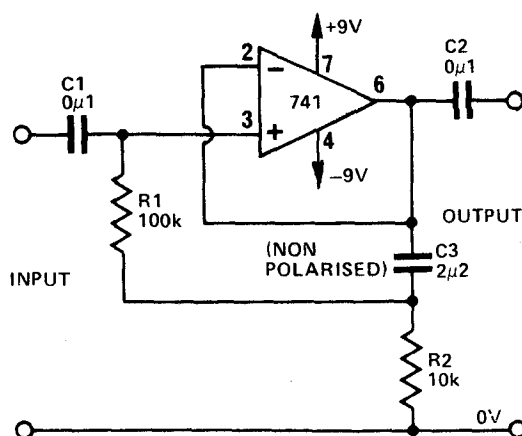 +9V
C2
0μ1
C1
0μ1
2
−
7
6
741
3
+
4
−9V
R1
100k
OUTPUT
(NON
POLARISED)
C3
2μ2
INPUT
R2
10k
0V